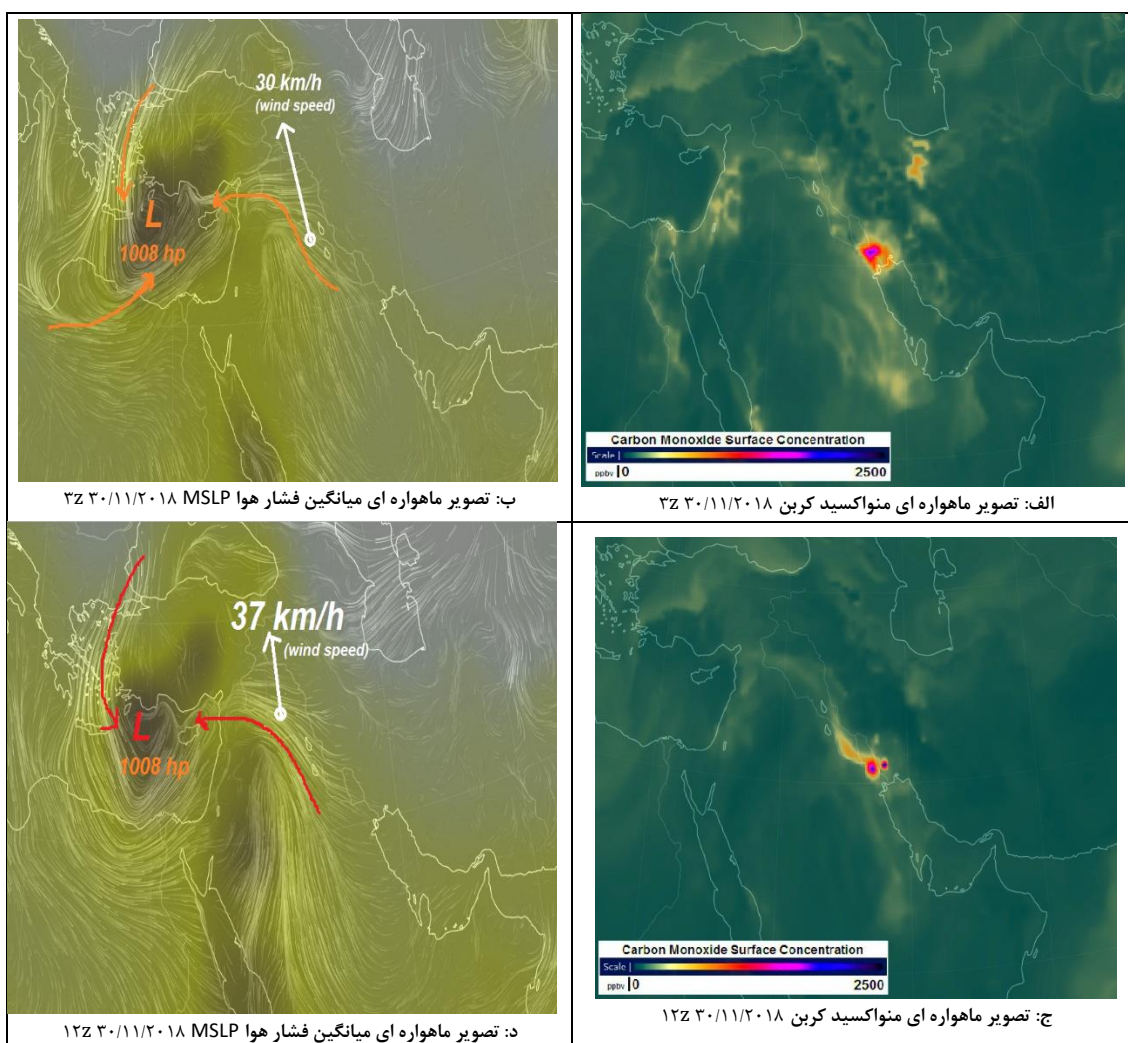 Carbon Monoxide Surface Concentration
Scale
ppbv 0 2500
الف: تصویر ماهواره ای منواکسید کربن ۳z ۳۰/۱۱/۲۰۱۸
30 km/h
(wind speed)
L
1008 hp
ب: تصویر ماهواره ای میانگین فشار هوا MSLP ۳z ۳۰/۱۱/۲۰۱۸
Carbon Monoxide Surface Concentration
Scale
ppbv 0 2500
ج: تصویر ماهواره ای منواکسید کربن ۱۲z ۳۰/۱۱/۲۰۱۸
37 km/h
(wind speed)
L
1008 hp
د: تصویر ماهواره ای میانگین فشار هوا MSLP ۱۲z ۳۰/۱۱/۲۰۱۸